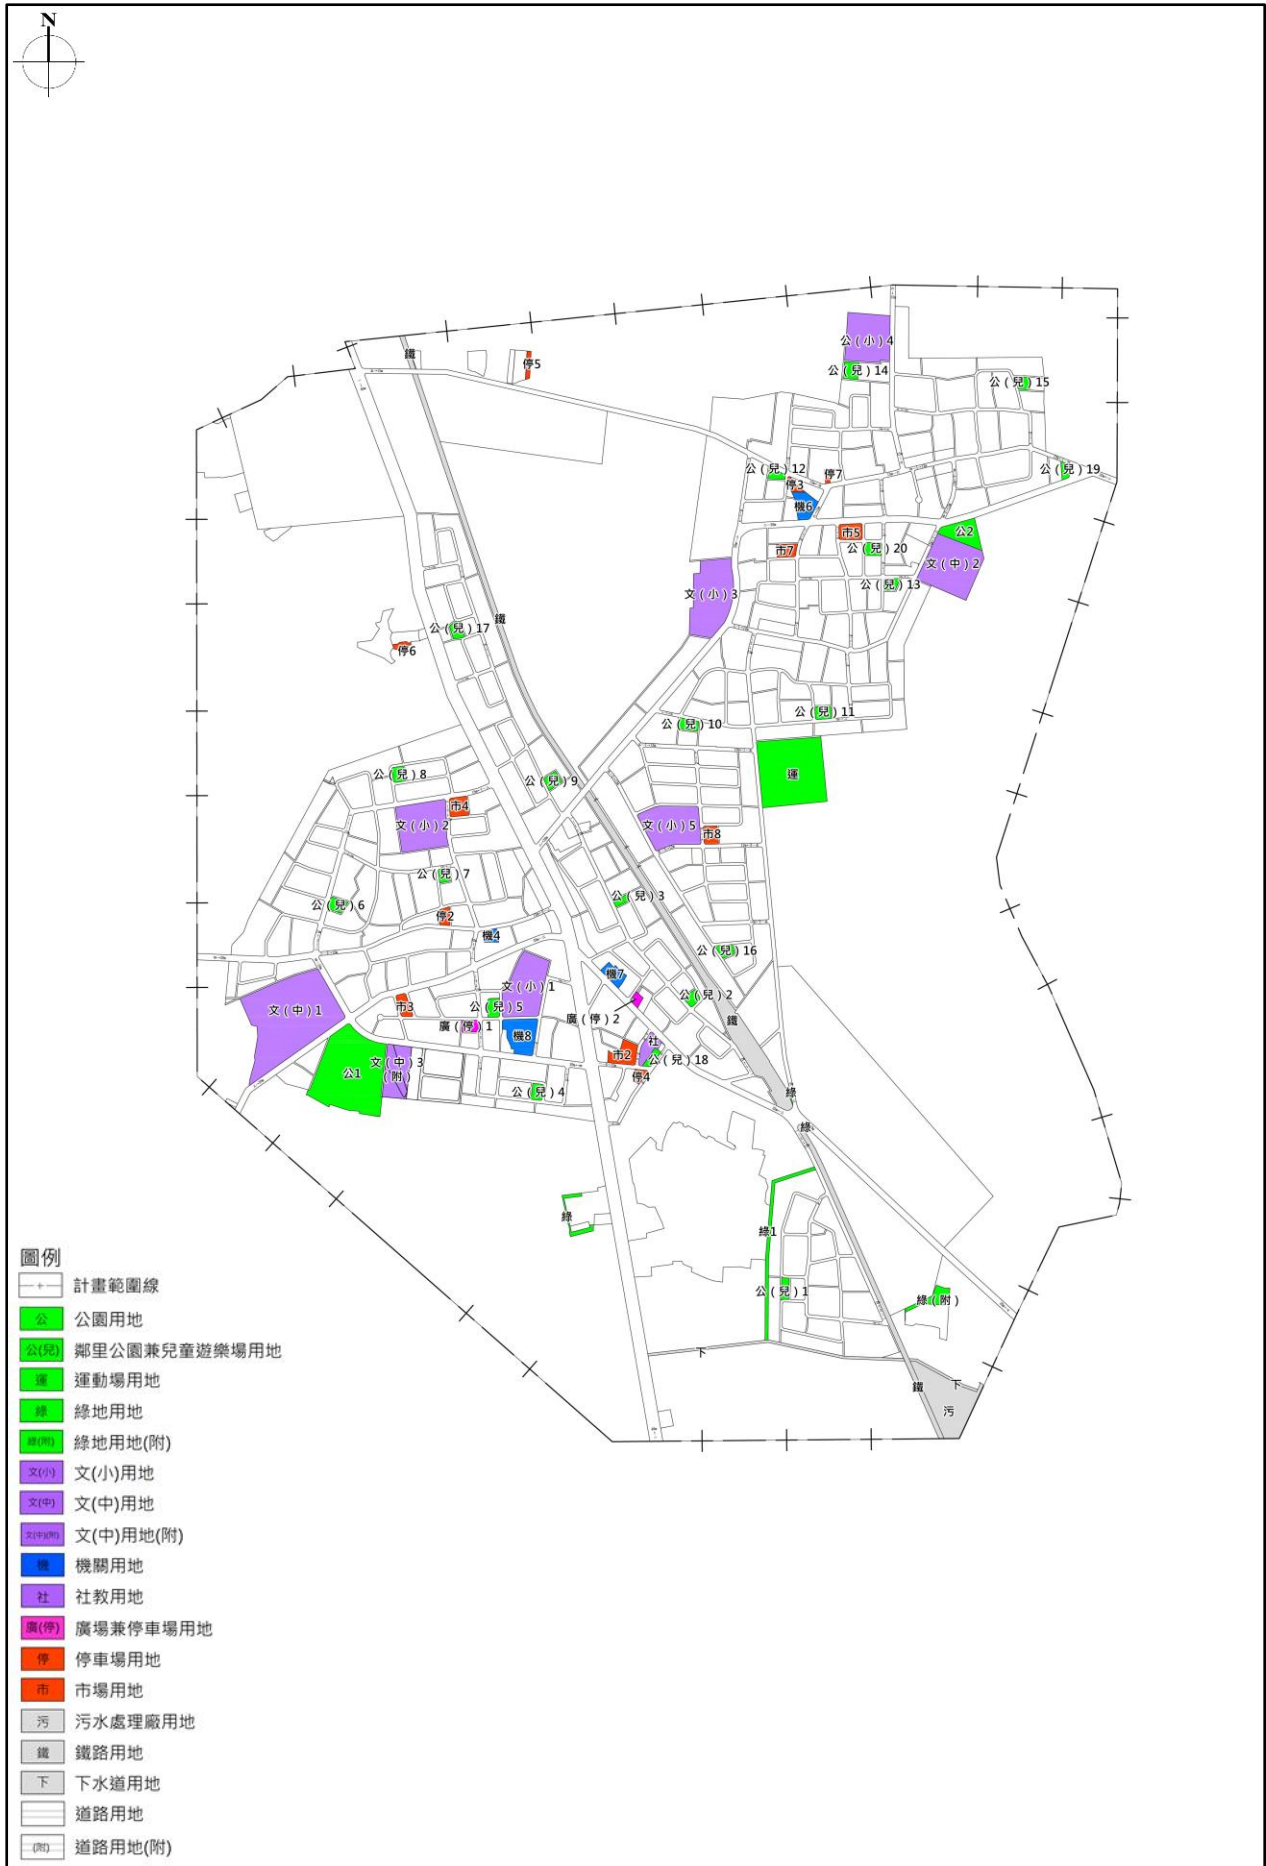 N
公（小）4
鐵
停5
公（兒）14
公（兒）15
公（兒）12
公（兒）19
停7
停3
機6
市5
公2
市7
公（兒）20
文（中）2
公（兒）13
文（小）3
鐵
公（兒）17
停6
公（兒）11
公（兒）10
運
公（兒）8
公（兒）9
市4
文（小）2
文（小）5
市8
公（兒）7
公（兒）3
公（兒）6
停2
機4
公（兒）16
機7
文（小）1
公（兒）2
文（中）1
市3
公（兒）5
廣（停）2
鐵
廣（停）1
機8
社
市2
公（兒）18
文（中）3
（附）
公1
停4
公（兒）4
綠
（綠）
綠
綠1
公（兒）1
綠（附）
下
鐵
下
污
圖例
計畫範圍線
公 公園用地
公(兒) 鄰里公園兼兒童遊樂場用地
運 運動場用地
綠 綠地用地
綠(附) 綠地用地(附)
文(小) 文(小)用地
文(中) 文(中)用地
文(中)(附) 文(中)用地(附)
機 機關用地
社 社教用地
廣(停) 廣場兼停車場用地
停 停車場用地
市 市場用地
污 污水處理廠用地
鐵 鐵路用地
下 下水道用地
道路用地
(附) 道路用地(附)